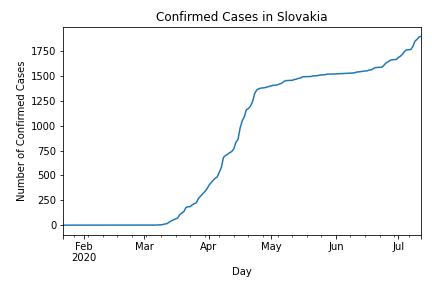 Confirmed Cases in Slovakia
Number of Confirmed Cases
1750
1500
1250
1000
750
500
250
0
Feb Mar Apr May Jun Jul
2020
Day